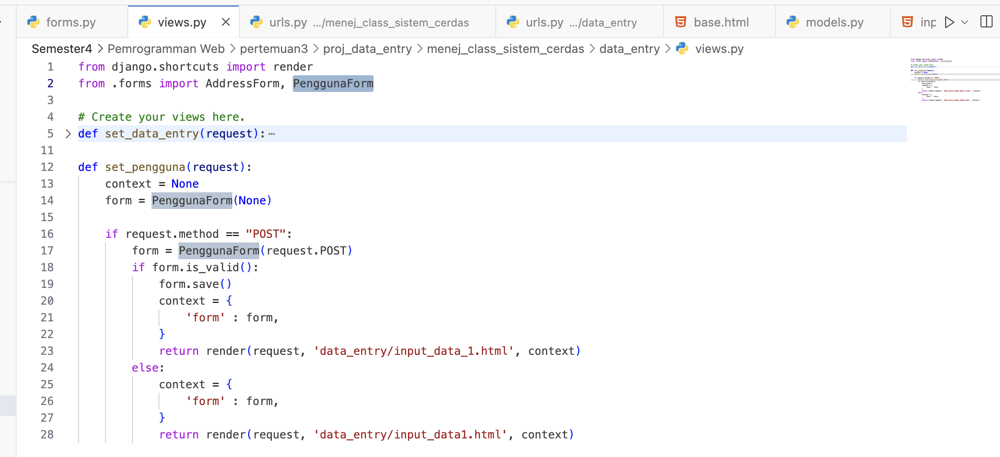 forms.py views.py urls.py .../menej_class_sistem_cerdas urls.py .../data_entry base.html models.py inp
Semester4 > Pemrogramman Web > pertemuan3 > proj_data_entry > menej_class_sistem_cerdas > data_entry > views.py
1 from django.shortcuts import render
2 from .forms import AddressForm, PenggunaForm
3
4 # Create your views here.
5 def set_data_entry(request): ⋯
11
12 def set_pengguna(request):
13     context = None
14     form = PenggunaForm(None)
15
16     if request.method == "POST":
17         form = PenggunaForm(request.POST)
18         if form.is_valid():
19             form.save()
20             context = {
21                 'form' : form,
22             }
23             return render(request, 'data_entry/input_data_1.html', context)
24         else:
25             context = {
26                 'form' : form,
27             }
28             return render(request, 'data_entry/input_data1.html', context)